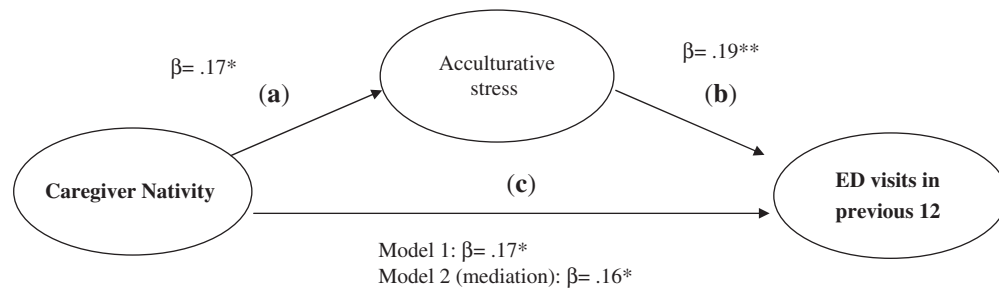 β= .17*
Acculturative
stress
β= .19**
(a)
(b)
Caregiver Nativity
(c)
ED visits in
previous 12
Model 1: β= .17*
Model 2 (mediation): β= .16*